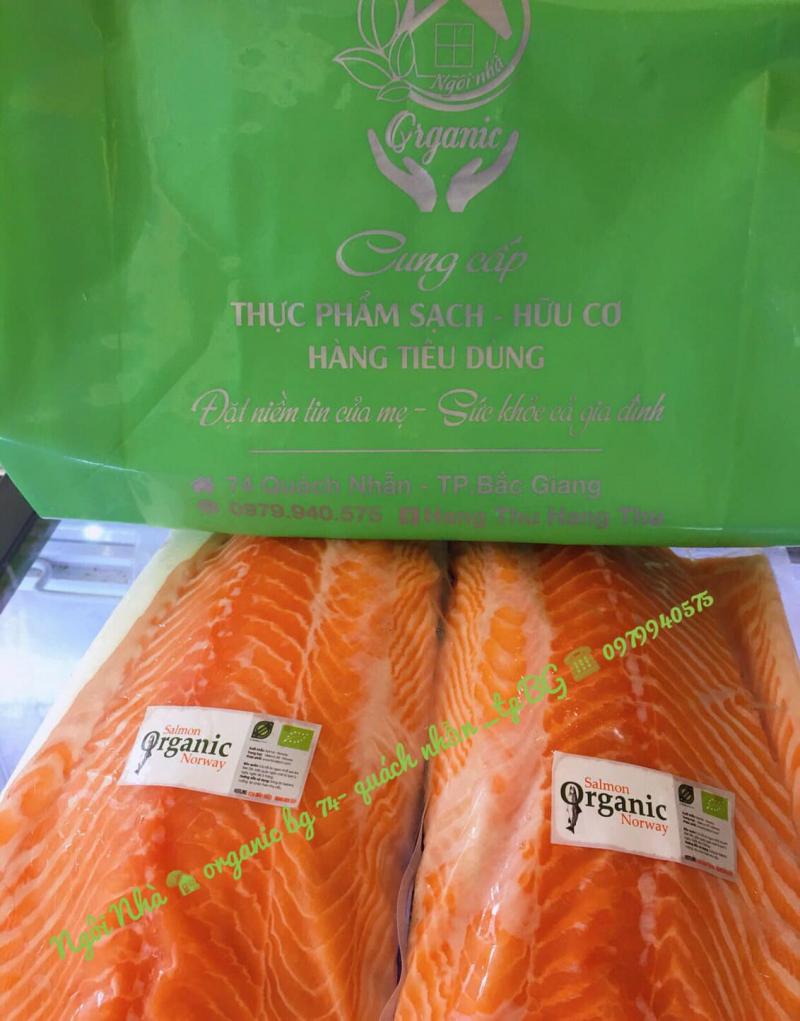 Ngôi nhà
Organic
Cung cấp
THỰC PHẨM SẠCH - HỮU CƠ
HÀNG TIÊU DÙNG
Đặt niềm tin của mẹ - Sức khỏe cả gia đình
74 Quách Nhẫn - TP.Bắc Giang
0979.940.575 Hang Thu Hang Thu
Ngôi Nhà organic bg 74- quách nhẫn _tpBG 0979940575
Salmon
Organic
Norway
Salmon
Organic
Norway